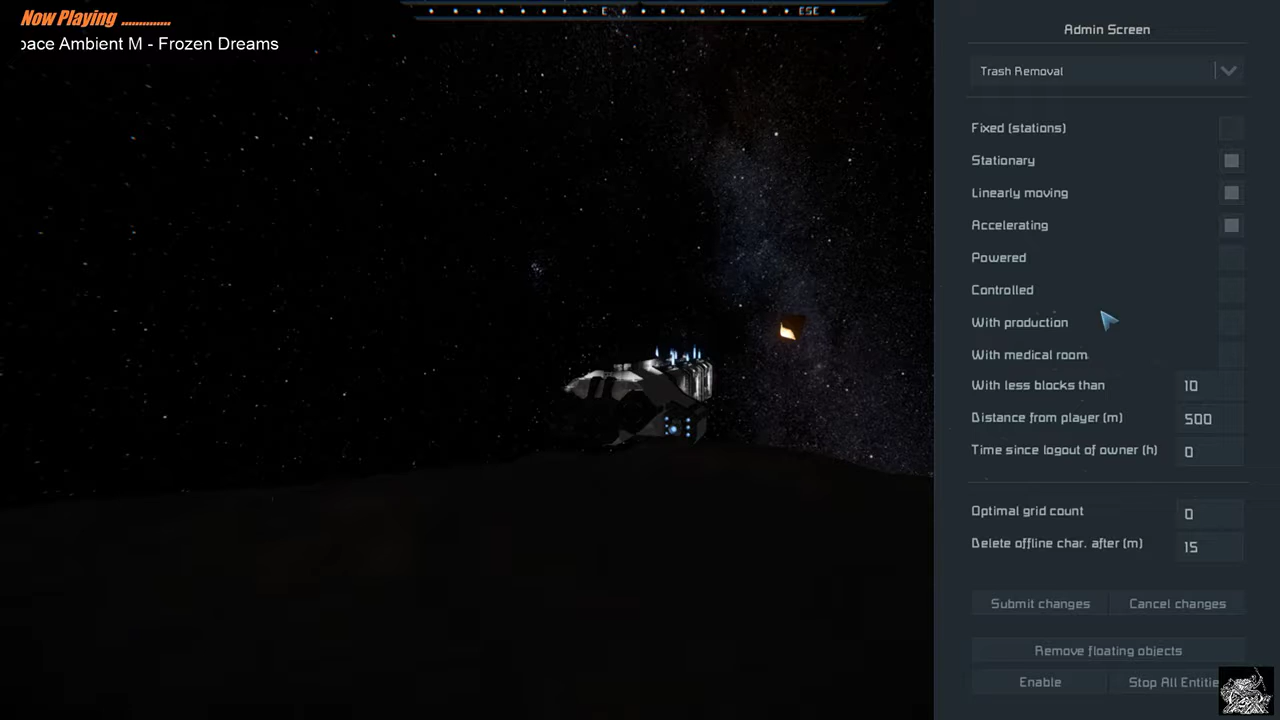 Now Playing .............
E
ESE
pace Ambient M - Frozen Dreams
Admin Screen
Trash Removal
Fixed (stations)
Stationary
Linearly moving
Accelerating
Powered
Controlled
With production
With medical room
With less blocks than 10
Distance from player (m) 500
Time since logout of owner (h) 0
Optimal grid count 0
Delete offline char. after (m) 15
Submit changes Cancel changes
Remove floating objects
Enable Stop All Entitie